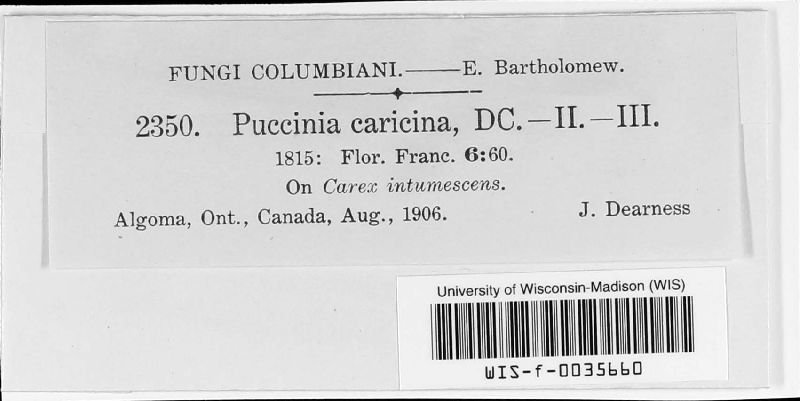 FUNGI COLUMBIANI.——E. Bartholomew.
2350. Puccinia caricina, DC.—II.—III.
1815: Flor. Franc. 6:60.
On Carex intumescens.
Algoma, Ont., Canada, Aug., 1906. J. Dearness
University of Wisconsin-Madison (WIS)
WIS-f-0035660